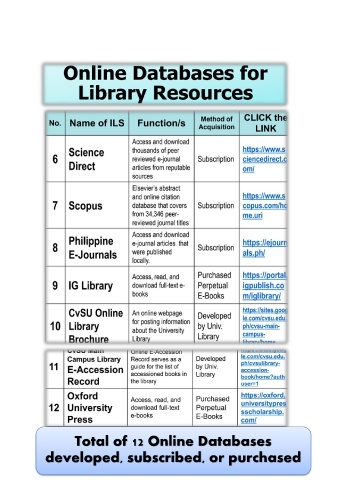 Online Databases for
Library Resources
No. Name of ILS Function/s Method of Acquisition CLICK the LINK
6 Science Direct Access and download thousands of peer reviewed e-journal articles from reputable sources Subscription https://www.sciencedirect.com/
7 Scopus Elsevier's abstract and online citation database that covers from 34,346 peer-reviewed journal titles Subscription https://www.scopus.com/home.uri
8 Philippine E-Journals Access and download e-journal articles that were published locally. Subscription https://ejournals.ph/
9 IG Library Access, read, and download full-text e-books Purchased Perpetual E-Books https://portal.igpublish.com/iglibrary/
10 CvSU Online Library Brochure An online webpage for posting information about the University Library Developed by Univ. Library https://sites.google.com/cvsu.edu.ph/cvsu-main-campus-library/home
11 CvSU Main Campus Library E-Accession Record Online E-Accession Record serves as a guide for the list of accessioned books in the library Developed by Univ. Library le.com/cvsu.edu.ph/cvsulibrary-accession-book/home?authuser=1
12 Oxford University Press Access, read, and download full-text e-books Purchased Perpetual E-Books https://oxford.universitypressscholarship.com/
Total of 12 Online Databases
developed, subscribed, or purchased